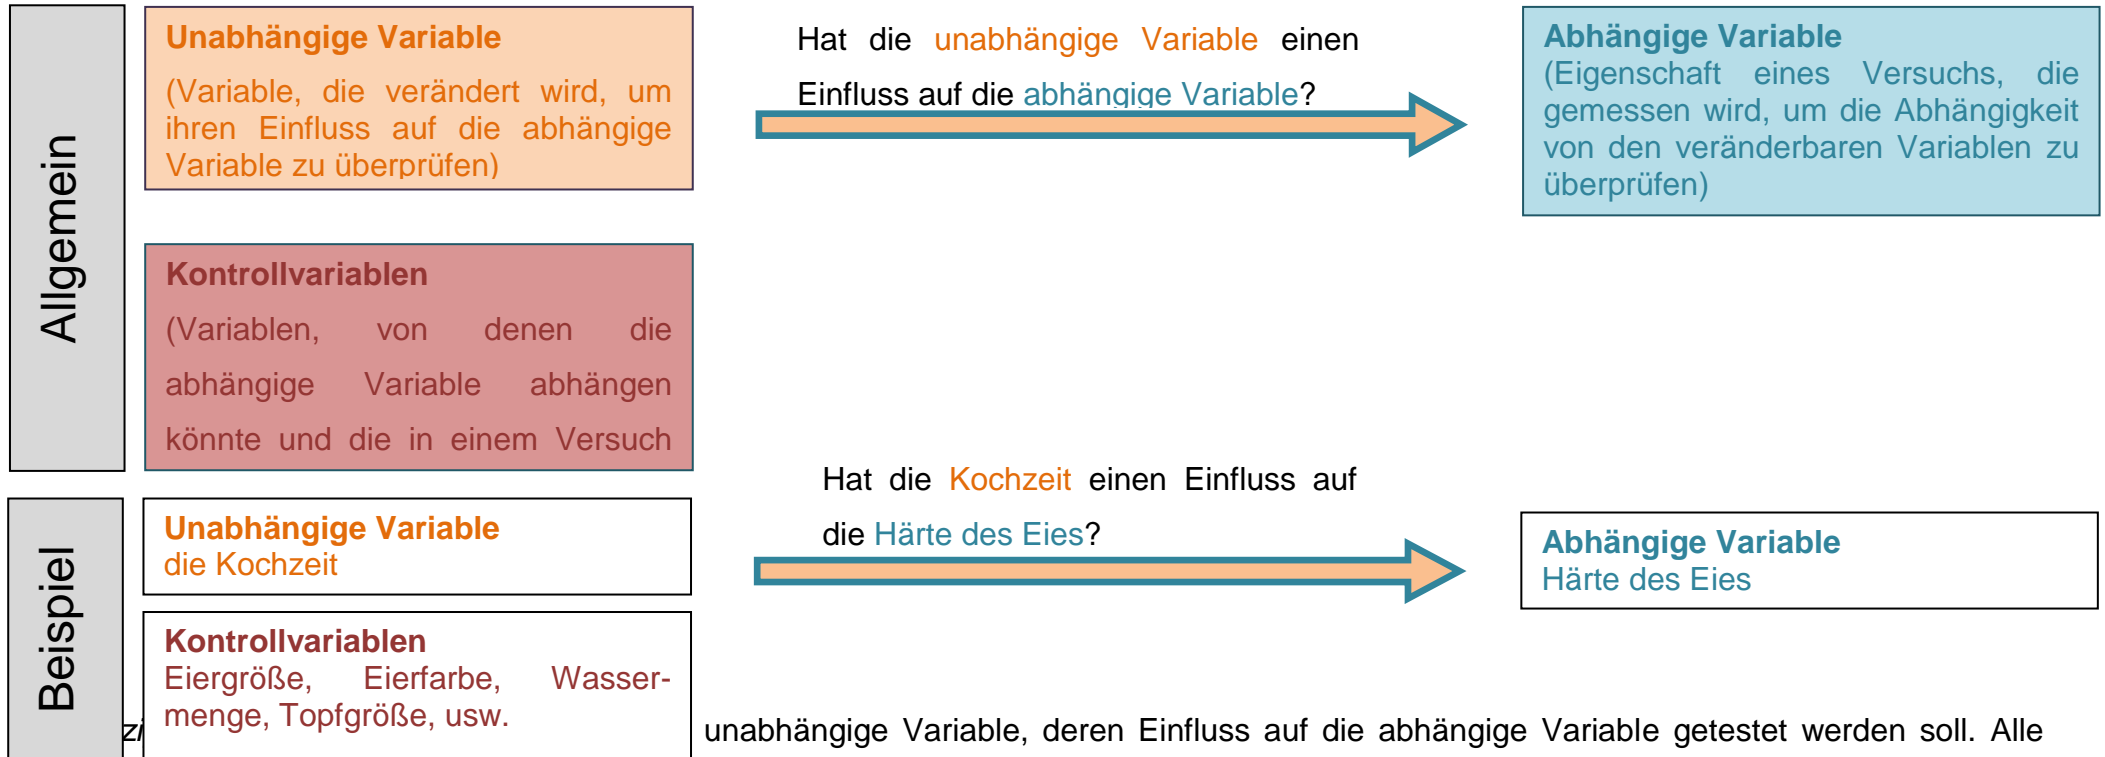 Allgemein
Unabhängige Variable
(Variable, die verändert wird, um
ihren Einfluss auf die abhängige
Variable zu überprüfen)
Hat die unabhängige Variable einen
Einfluss auf die abhängige Variable?
Abhängige Variable
(Eigenschaft eines Versuchs, die
gemessen wird, um die Abhängigkeit
von den veränderbaren Variablen zu
überprüfen)
Kontrollvariablen
(Variablen, von denen die
abhängige Variable abhängen
könnte und die in einem Versuch
Beispiel
Unabhängige Variable
die Kochzeit
Hat die Kochzeit einen Einfluss auf
die Härte des Eies?
Abhängige Variable
Härte des Eies
Kontrollvariablen
Eiergröße, Eierfarbe, Wasser-
menge, Topfgröße, usw.
unabhängige Variable, deren Einfluss auf die abhängige Variable getestet werden soll. Alle